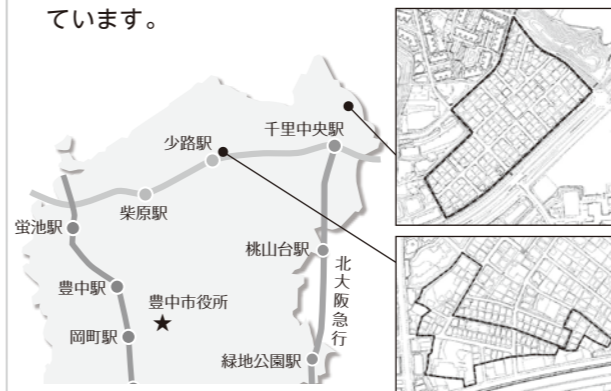 ています。
千里中央駅
少路駅
柴原駅
蛍池駅
桃山台駅
北大阪急行
豊中駅
豊中市役所
岡町駅
緑地公園駅